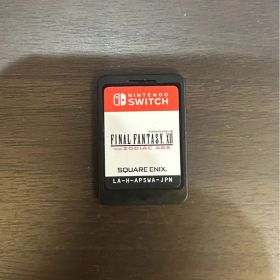 NINTENDO
SWITCH
FINAL FANTASY XII
THE ZODIAC AGE
SQUARE ENIX
LA-H-APSWA-JPN